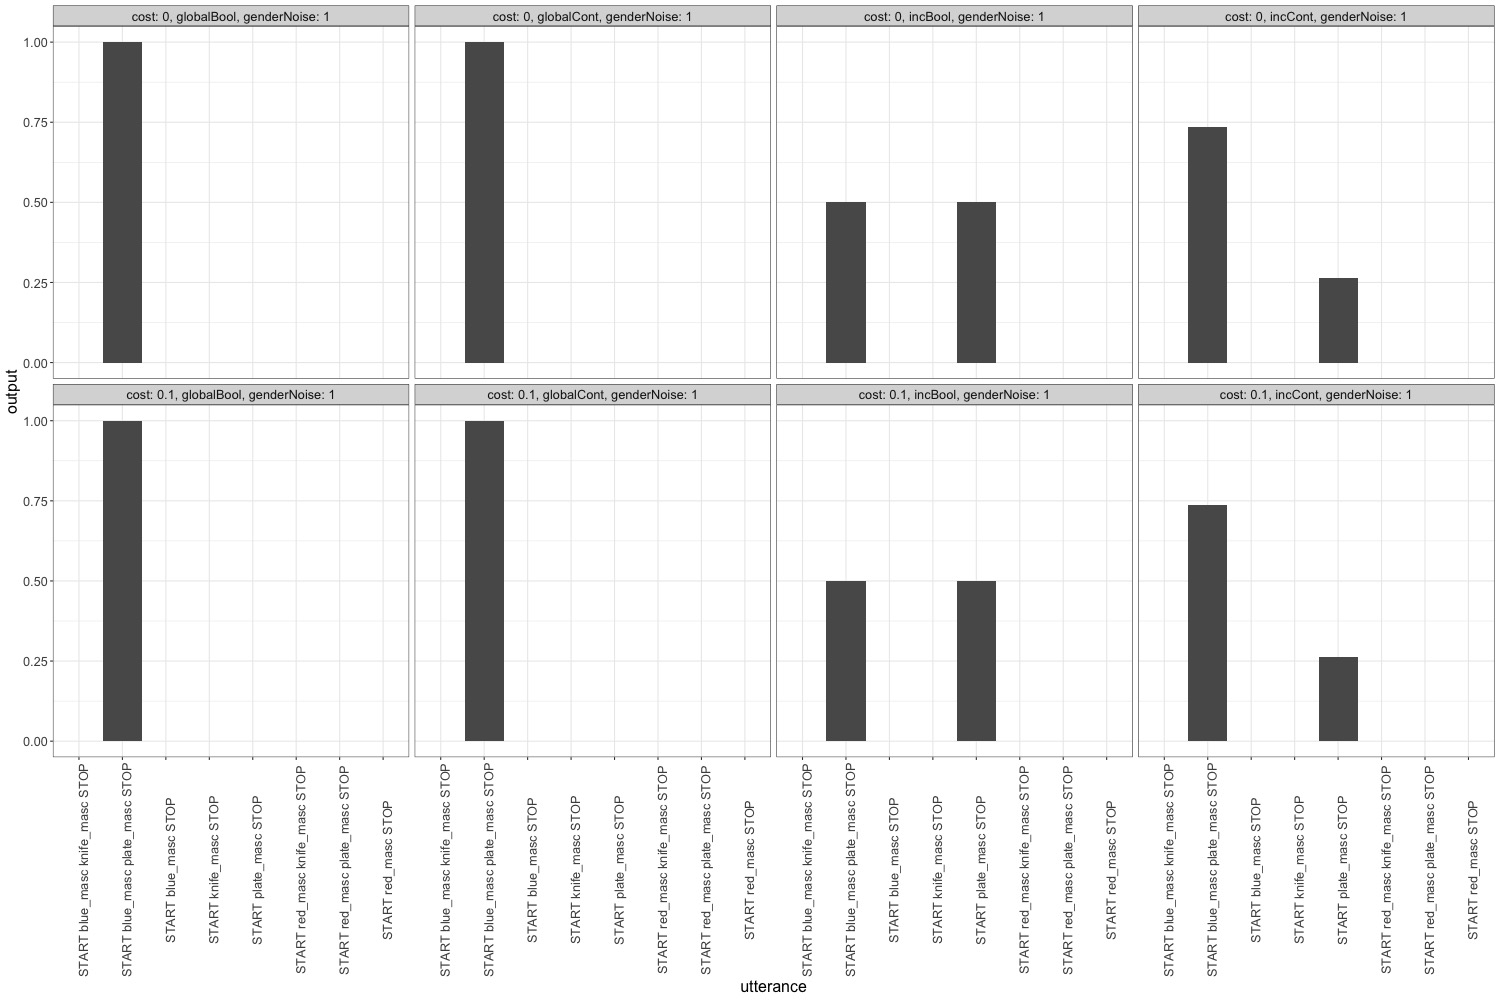 cost: 0, globalBool, genderNoise: 1
cost: 0, globalCont, genderNoise: 1
cost: 0, incBool, genderNoise: 1
cost: 0, incCont, genderNoise: 1
1.00
0.75
0.50
0.25
0.00
output
cost: 0.1, globalBool, genderNoise: 1
cost: 0.1, globalCont, genderNoise: 1
cost: 0.1, incBool, genderNoise: 1
cost: 0.1, incCont, genderNoise: 1
1.00
0.75
0.50
0.25
0.00
START blue_masc knife_masc STOP
START blue_masc plate_masc STOP
START blue_masc STOP
START knife_masc STOP
START plate_masc STOP
START red_masc knife_masc STOP
START red_masc plate_masc STOP
START red_masc STOP
START blue_masc knife_masc STOP
START blue_masc plate_masc STOP
START blue_masc STOP
START knife_masc STOP
START plate_masc STOP
START red_masc knife_masc STOP
START red_masc plate_masc STOP
START red_masc STOP
START blue_masc knife_masc STOP
START blue_masc plate_masc STOP
START blue_masc STOP
START knife_masc STOP
START plate_masc STOP
START red_masc knife_masc STOP
START red_masc plate_masc STOP
START red_masc STOP
START blue_masc knife_masc STOP
START blue_masc plate_masc STOP
START blue_masc STOP
START knife_masc STOP
START plate_masc STOP
START red_masc knife_masc STOP
START red_masc plate_masc STOP
START red_masc STOP
utterance